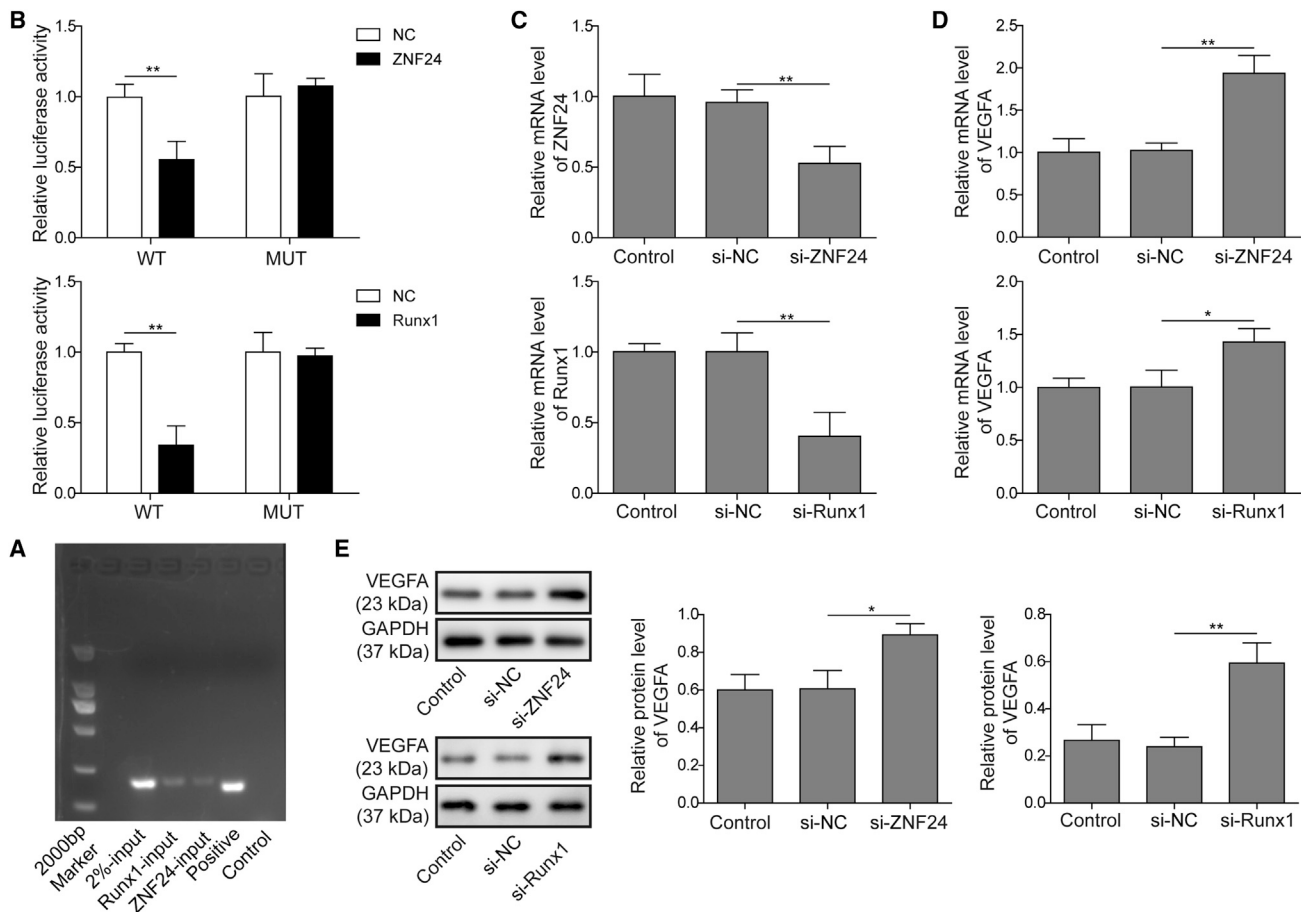 B
1.5
1.0
0.5
0.0
Relative luciferase activity
**
WT
MUT
NC
ZNF24
1.5
1.0
0.5
0.0
Relative luciferase activity
**
WT
MUT
NC
Runx1
C
1.5
1.0
0.5
0.0
Relative mRNA level
of ZNF24
**
Control
si-NC
si-ZNF24
1.5
1.0
0.5
0.0
Relative mRNA level
of Runx1
**
Control
si-NC
si-Runx1
D
2.5
2.0
1.5
1.0
0.5
0.0
Relative mRNA level
of VEGFA
**
Control
si-NC
si-ZNF24
2.0
1.5
1.0
0.5
0.0
Relative mRNA level
of VEGFA
*
Control
si-NC
si-Runx1
A
2000bp
Marker
2%-input
Runx1-input
ZNF24-input
Positive
Control
E
VEGFA
(23 kDa)
GAPDH
(37 kDa)
Control
si-NC
si-ZNF24
VEGFA
(23 kDa)
GAPDH
(37 kDa)
Control
si-NC
si-Runx1
1.0
0.8
0.6
0.4
0.2
0.0
Relative protein level
of VEGFA
*
Control
si-NC
si-ZNF24
0.8
0.6
0.4
0.2
0.0
Relative protein level
of VEGFA
**
Control
si-NC
si-Runx1